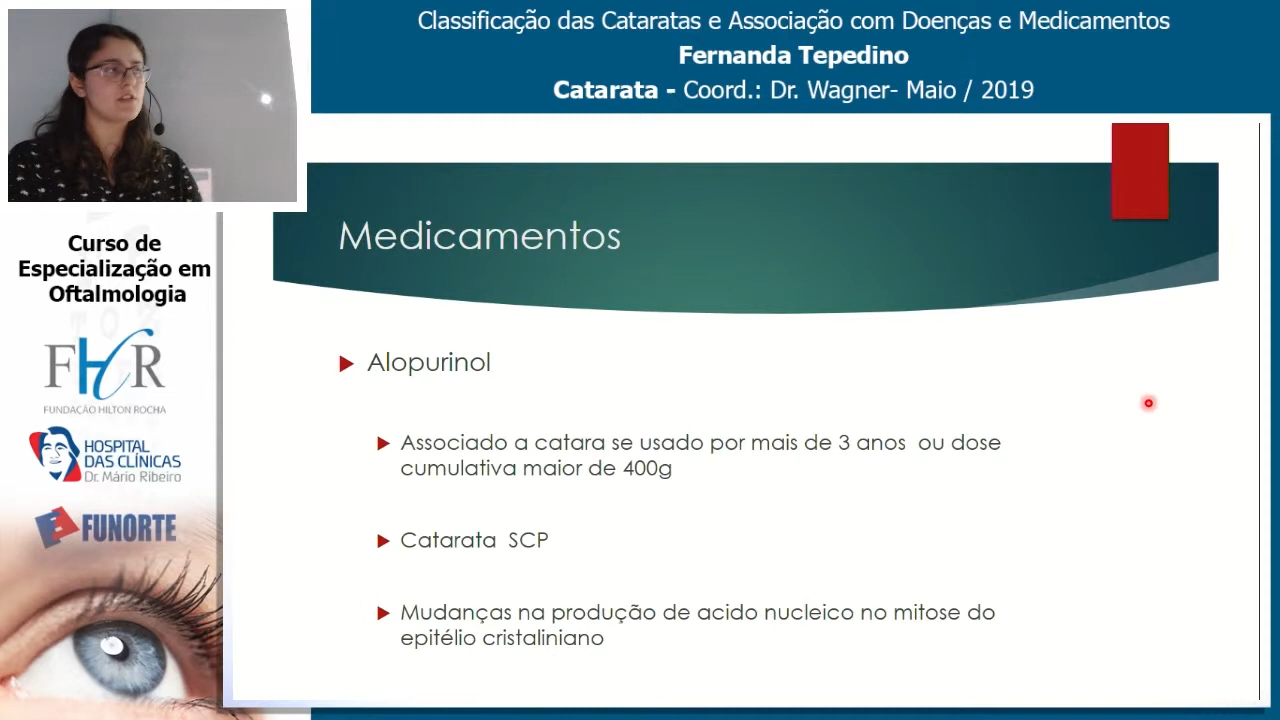 Classificação das Cataratas e Associação com Doenças e Medicamentos
Fernanda Tepedino
Catarata - Coord.: Dr. Wagner- Maio / 2019
Curso de
Especialização em
Oftalmologia
FHR
FUNDAÇÃO HILTON ROCHA
HOSPITAL
DAS CLÍNICAS
Dr. Mário Ribeiro
FUNORTE
Medicamentos
Alopurinol
Associado a catara se usado por mais de 3 anos ou dose
cumulativa maior de 400g
Catarata SCP
Mudanças na produção de acido nucleico no mitose do
epitélio cristaliniano